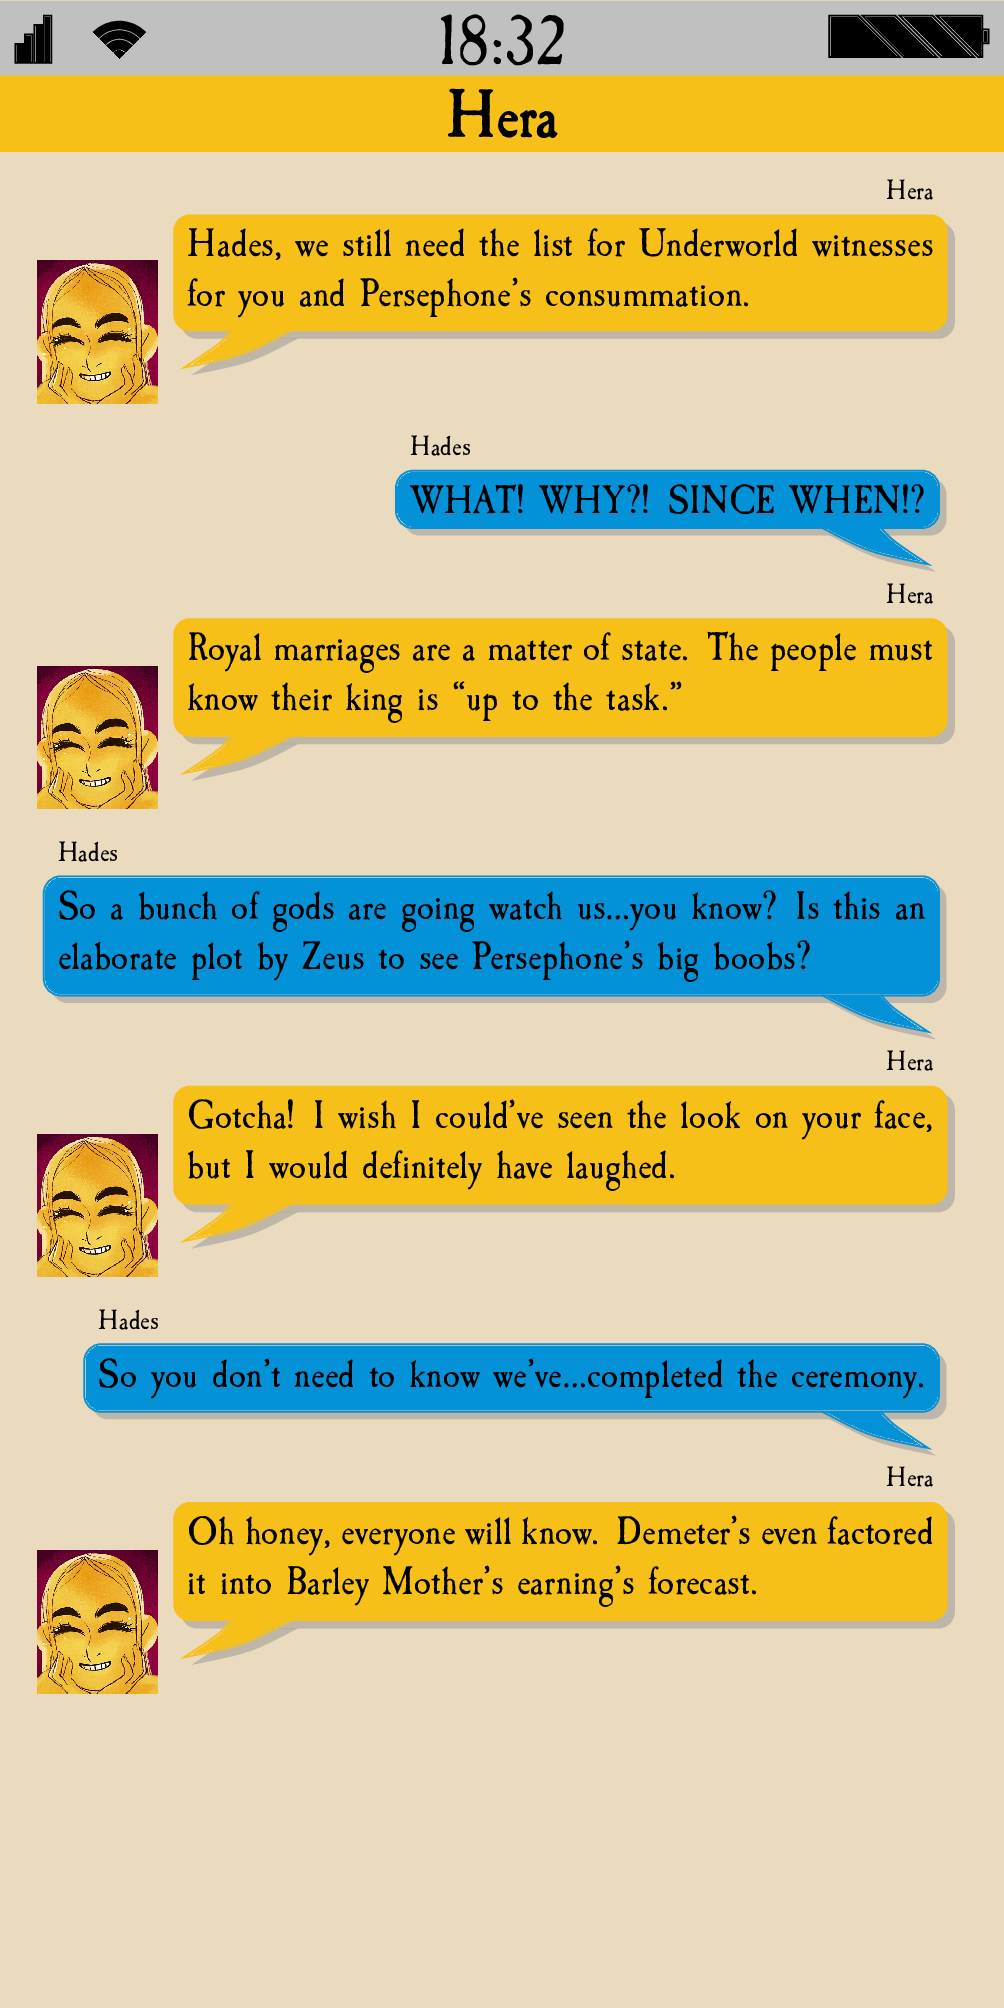 18:32
Hera
Hera
Hades, we still need the list for Underworld witnesses
for you and Persephone’s consummation.
Hades
WHAT! WHY?! SINCE WHEN!?
Hera
Royal marriages are a matter of state. The people must
know their king is “up to the task.”
Hades
So a bunch of gods are going watch us...you know? Is this an
elaborate plot by Zeus to see Persephone’s big boobs?
Hera
Gotcha! I wish I could’ve seen the look on your face,
but I would definitely have laughed.
Hades
So you don’t need to know we’ve...completed the ceremony.
Hera
Oh honey, everyone will know. Demeter’s even factored
it into Barley Mother’s earning’s forecast.